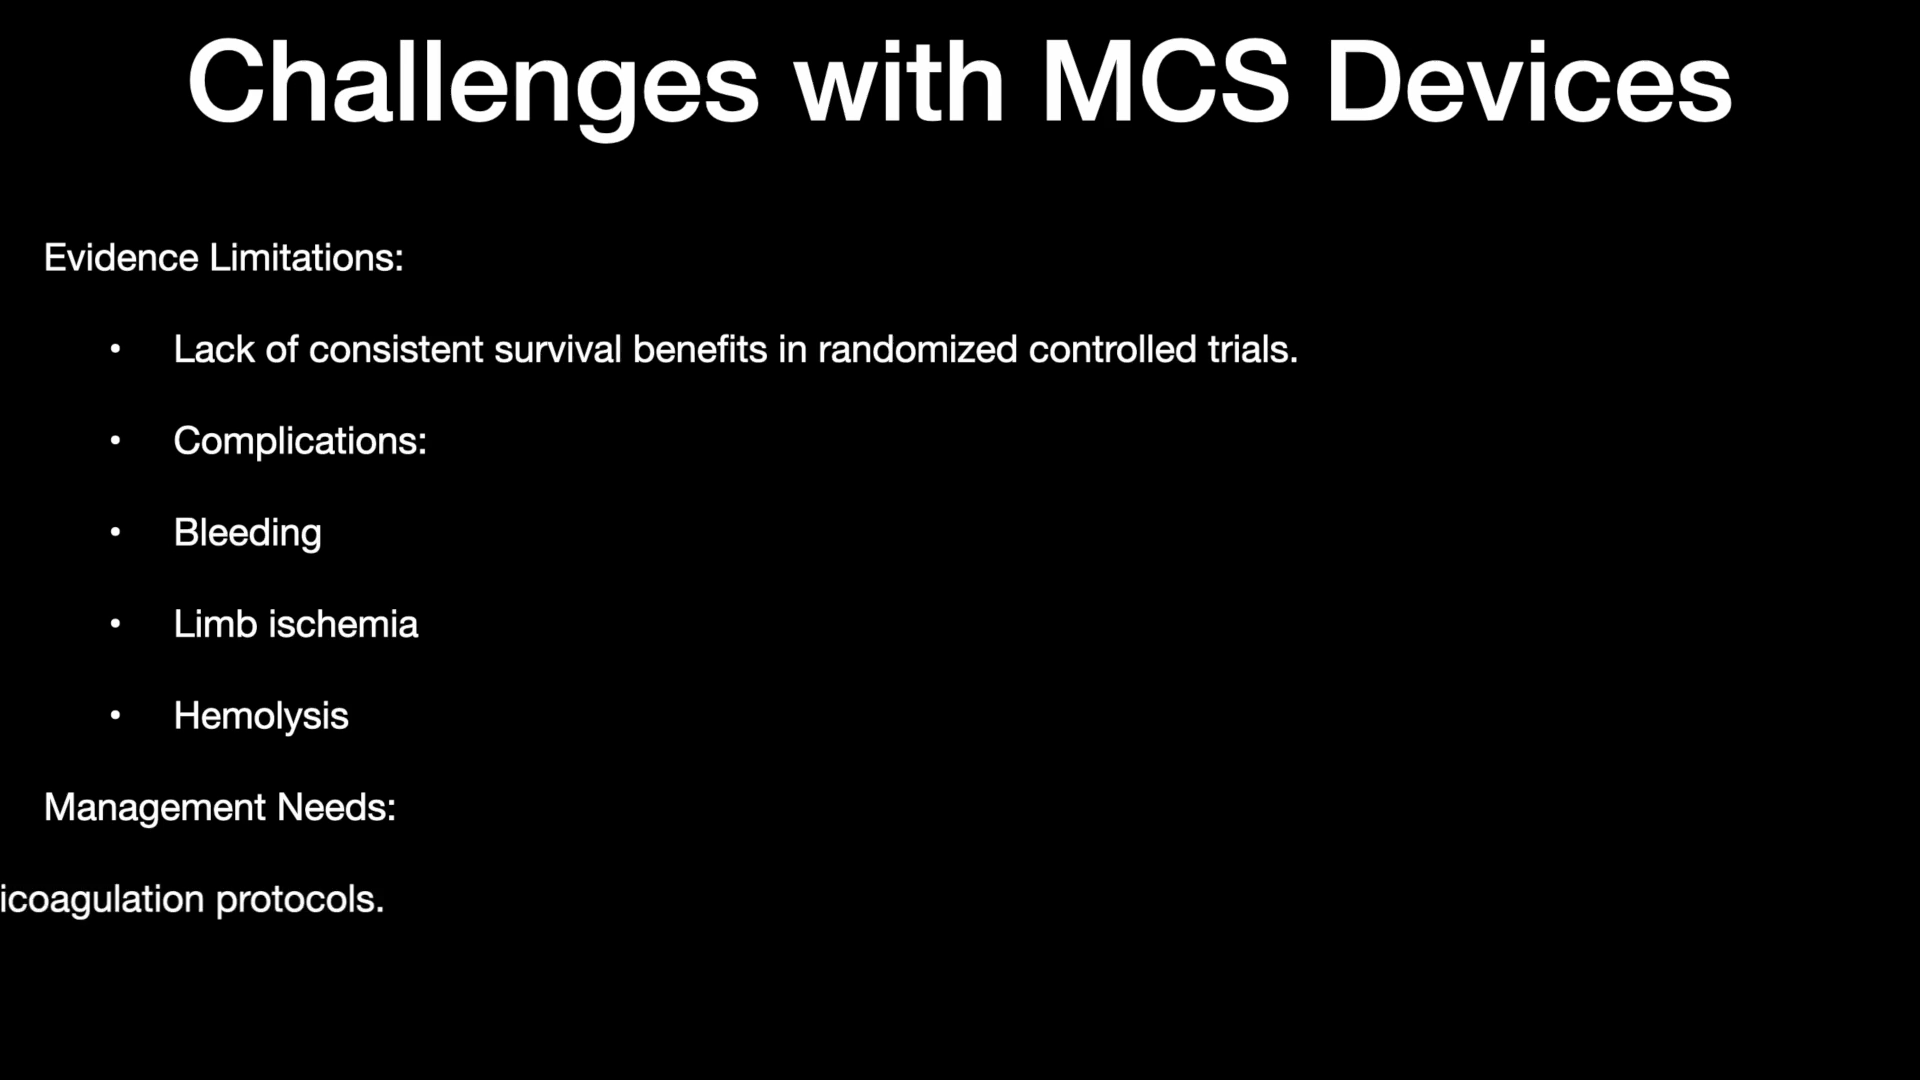 Challenges with MCS Devices
Evidence Limitations:
• Lack of consistent survival benefits in randomized controlled trials.
• Complications:
• Bleeding
• Limb ischemia
• Hemolysis
Management Needs:
icoagulation protocols.